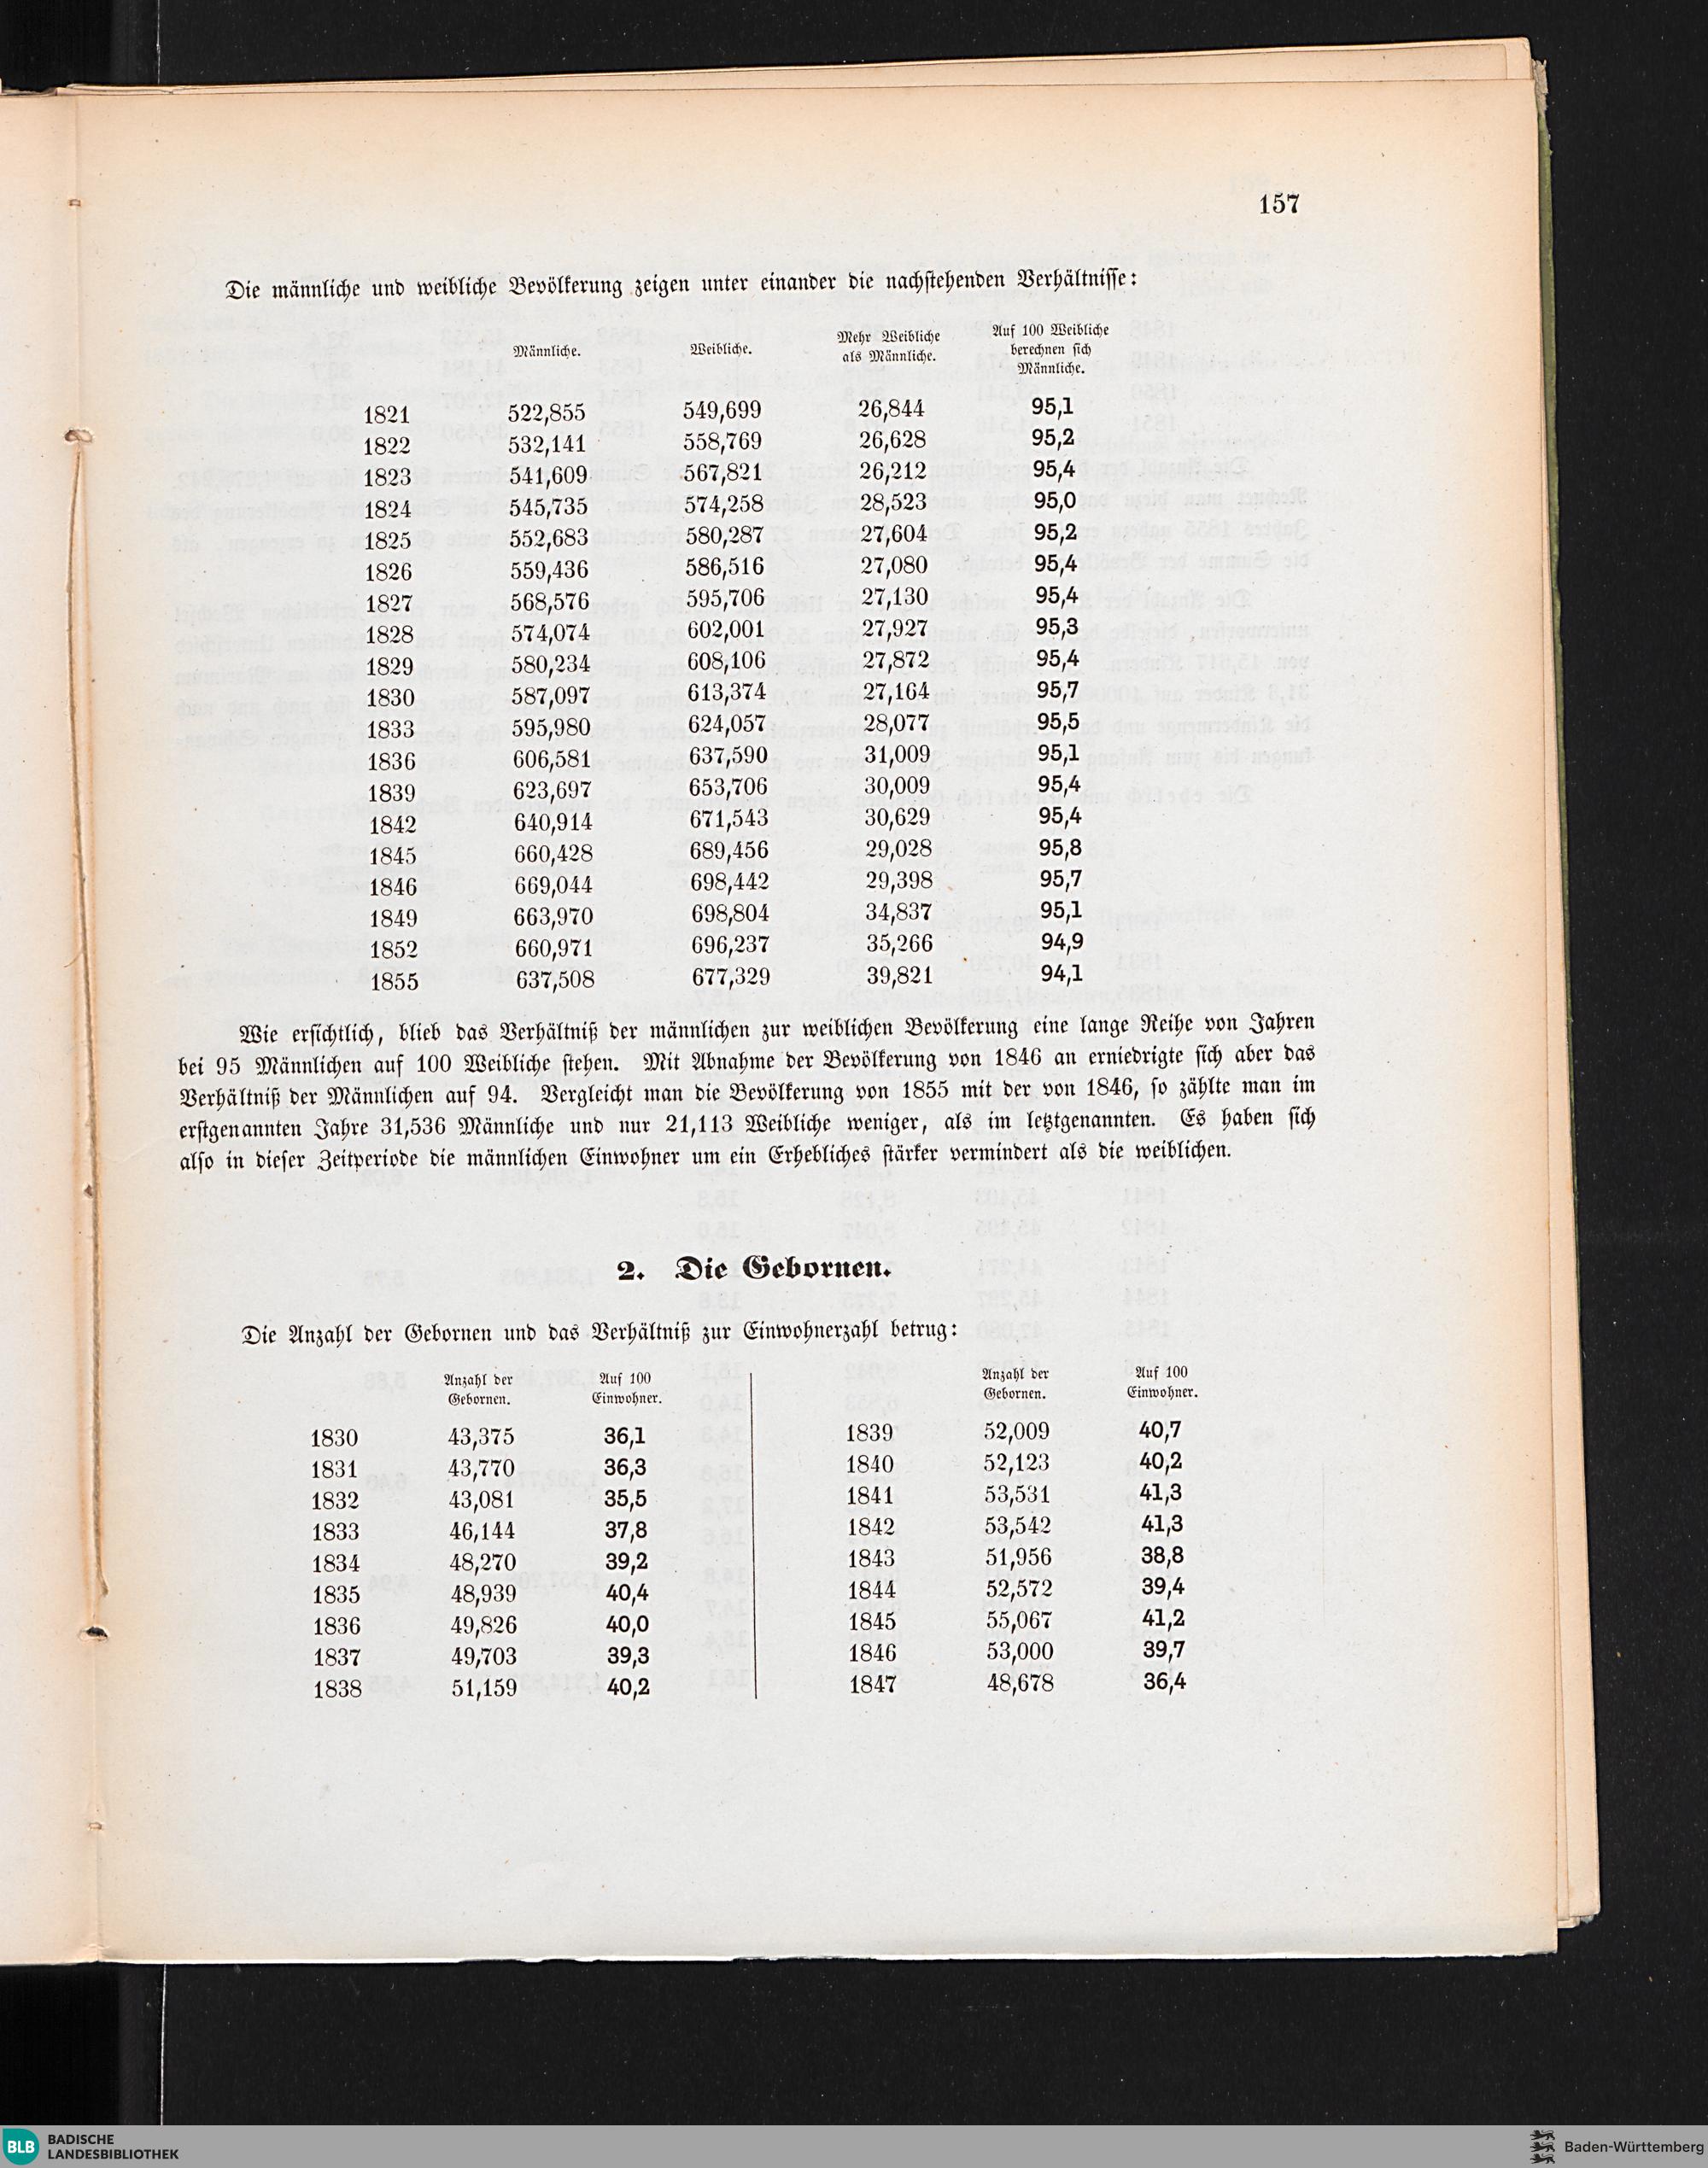 157
Die männliche und weibliche Bevölkerung zeigen unter einander die nachstehenden Verhältnisse:
Männliche. Weibliche. Mehr Weibliche als Männliche. Auf 100 Weibliche berechnen sich Männliche.
1821 522,855 549,699 26,844 95,1
1822 532,141 558,769 26,628 95,2
1823 541,609 567,821 26,212 95,4
1824 545,735 574,258 28,523 95,0
1825 552,683 580,287 27,604 95,2
1826 559,436 586,516 27,080 95,4
1827 568,576 595,706 27,130 95,4
1828 574,074 602,001 27,927 95,3
1829 580,234 608,106 27,872 95,4
1830 587,097 613,374 27,164 95,7
1833 595,980 624,057 28,077 95,5
1836 606,581 637,590 31,009 95,1
1839 623,697 653,706 30,009 95,4
1842 640,914 671,543 30,629 95,4
1845 660,428 689,456 29,028 95,8
1846 669,044 698,442 29,398 95,7
1849 663,970 698,804 34,837 95,1
1852 660,971 696,237 35,266 94,9
1855 637,508 677,329 39,821 94,1
Wie ersichtlich, blieb das Verhältniß der männlichen zur weiblichen Bevölkerung eine lange Reihe von Jahren
bei 95 Männlichen auf 100 Weibliche stehen. Mit Abnahme der Bevölkerung von 1846 an erniedrigte sich aber das
Verhältniß der Männlichen auf 94. Vergleicht man die Bevölkerung von 1855 mit der von 1846, so zählte man im
erstgenannten Jahre 31,536 Männliche und nur 21,113 Weibliche weniger, als im letztgenannten. Es haben sich
also in dieser Zeitperiode die männlichen Einwohner um ein Erhebliches stärker vermindert als die weiblichen.
2. Die Gebornen.
Die Anzahl der Gebornen und das Verhältniß zur Einwohnerzahl betrug:
Anzahl der Gebornen. Auf 100 Einwohner. Anzahl der Gebornen. Auf 100 Einwohner.
1830 43,375 36,1 1839 52,009 40,7
1831 43,770 36,3 1840 52,123 40,2
1832 43,081 35,5 1841 53,531 41,3
1833 46,144 37,8 1842 53,542 41,3
1834 48,270 39,2 1843 51,956 38,8
1835 48,939 40,4 1844 52,572 39,4
1836 49,826 40,0 1845 55,067 41,2
1837 49,703 39,3 1846 53,000 39,7
1838 51,159 40,2 1847 48,678 36,4
BLB BADISCHE
LANDESBIBLIOTHEK
Baden-Württemberg